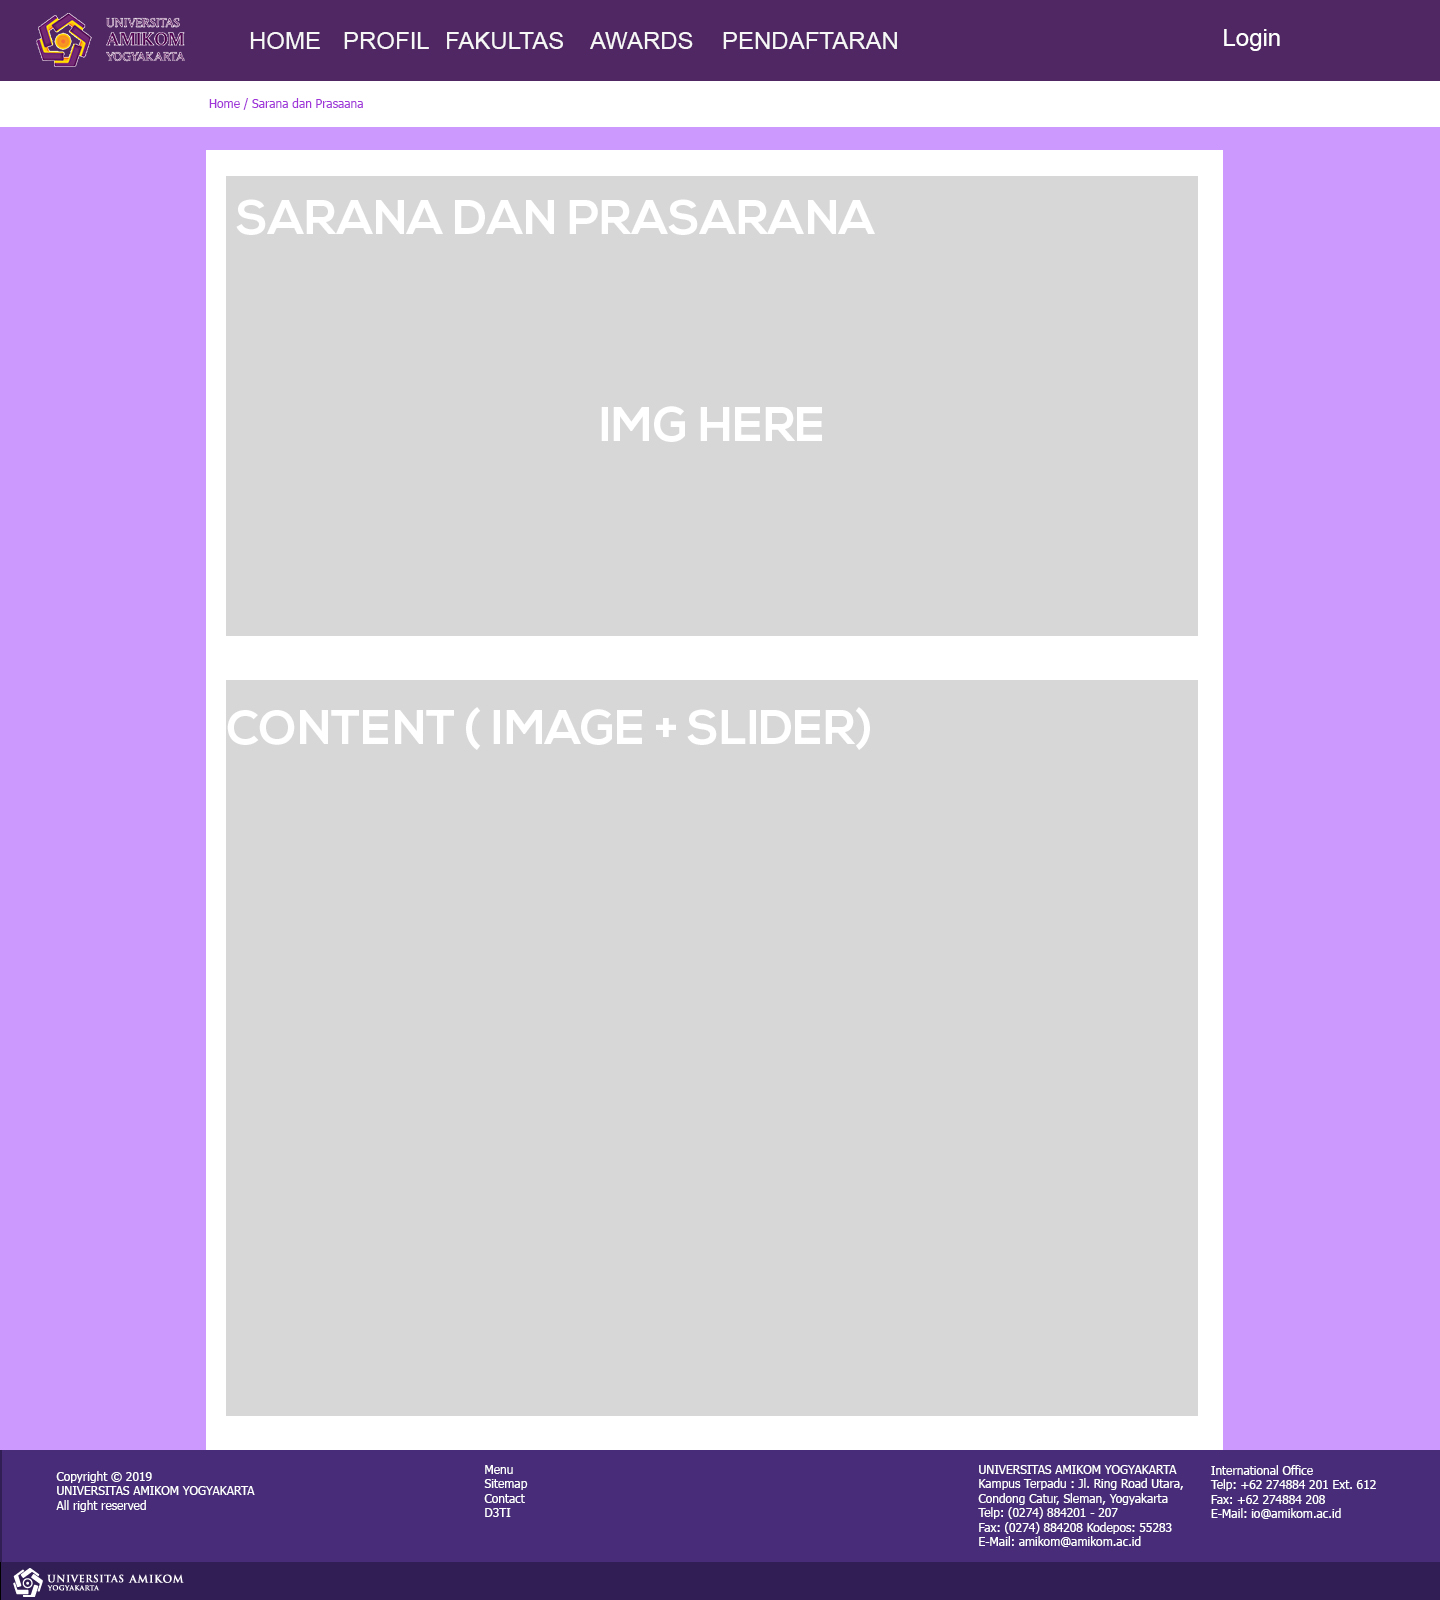 UNIVERSITAS
AMIKOM
YOGYAKARTA
HOME PROFIL FAKULTAS AWARDS PENDAFTARAN
Login
Home / Sarana dan Prasaana
SARANA DAN PRASARANA
IMG HERE
CONTENT ( IMAGE + SLIDER)
Copyright © 2019
UNIVERSITAS AMIKOM YOGYAKARTA
All right reserved
Menu
Sitemap
Contact
D3TI
UNIVERSITAS AMIKOM YOGYAKARTA
Kampus Terpadu : Jl. Ring Road Utara,
Condong Catur, Sleman, Yogyakarta
Telp: (0274) 884201 - 207
Fax: (0274) 884208 Kodepos: 55283
E-Mail: amikom@amikom.ac.id
International Office
Telp: +62 274884 201 Ext. 612
Fax: +62 274884 208
E-Mail: io@amikom.ac.id
UNIVERSITAS AMIKOM
YOGYAKARTA